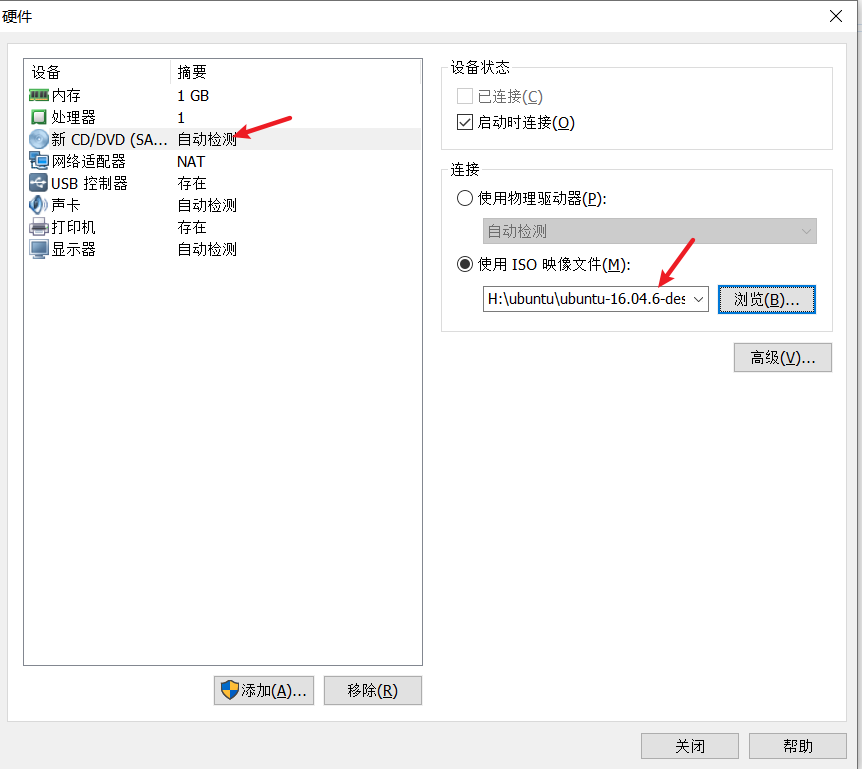 硬件
设备 摘要
内存 1 GB
处理器 1
新 CD/DVD (SA... 自动检测
网络适配器 NAT
USB 控制器 存在
声卡 自动检测
打印机 存在
显示器 自动检测
添加(A)... 移除(R)
设备状态
已连接(C)
启动时连接(O)
连接
使用物理驱动器(P):
自动检测
使用 ISO 映像文件(M):
H:\ubuntu\ubuntu-16.04.6-des 浏览(B)...
高级(V)...
关闭 帮助